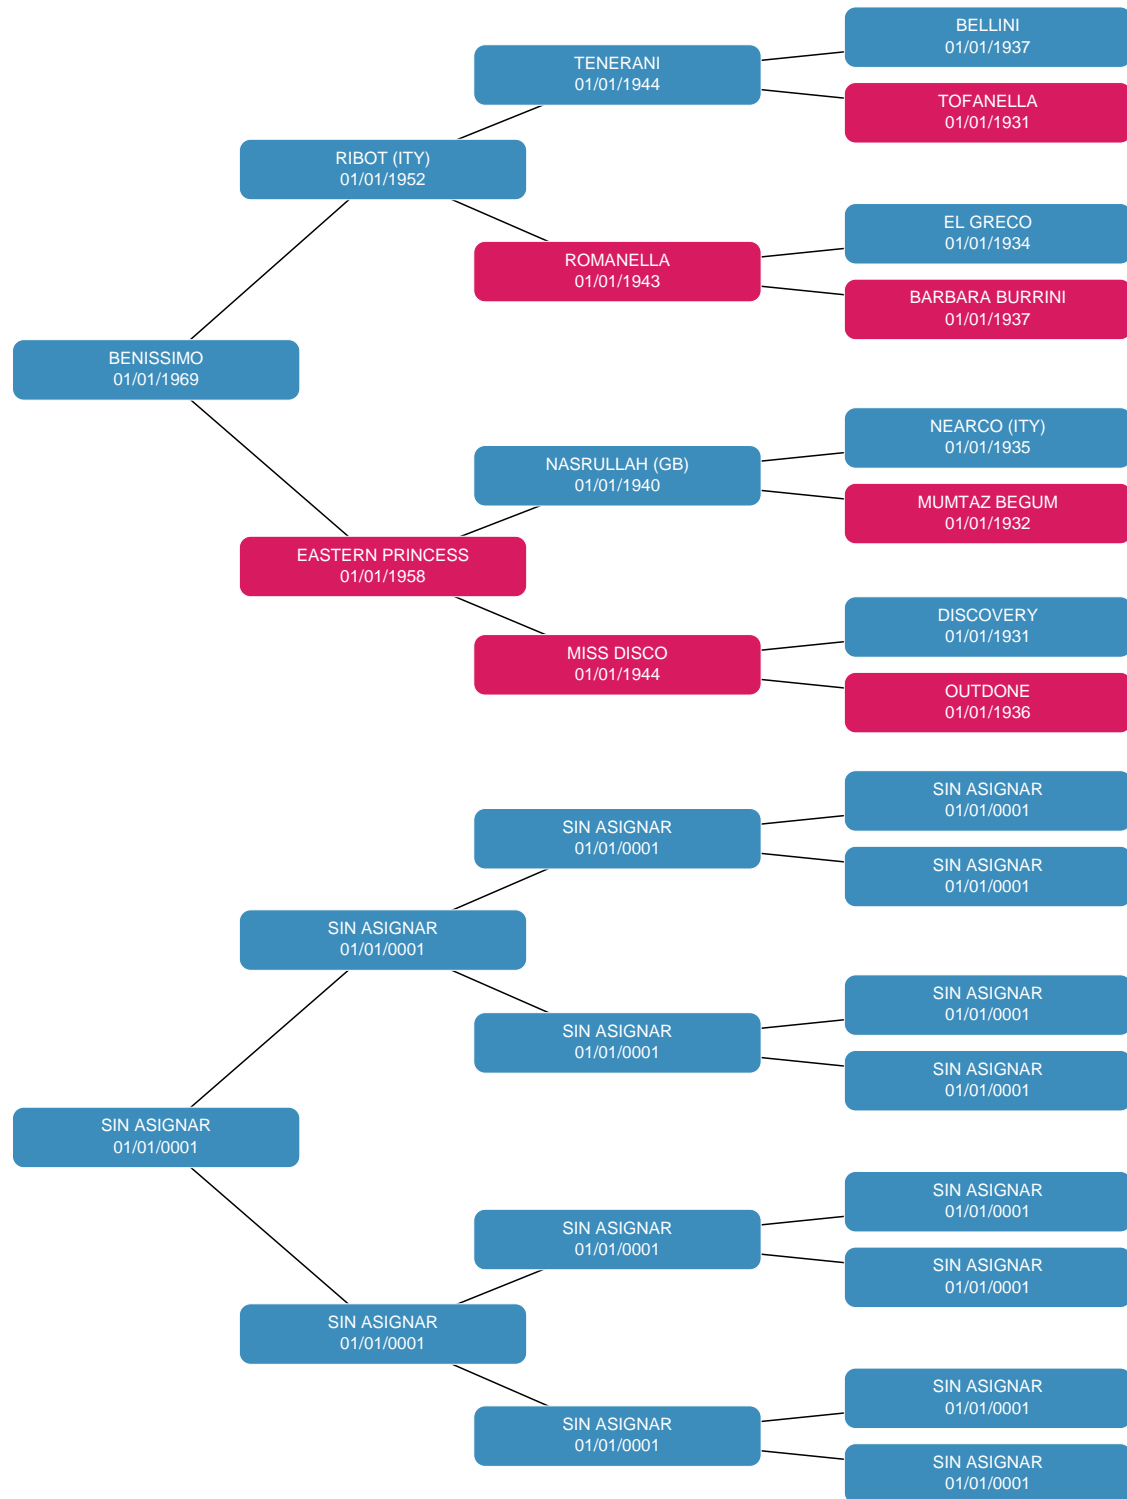 BELLINI
01/01/1937
TENERANI
01/01/1944
TOFANELLA
01/01/1931
RIBOT (ITY)
01/01/1952
EL GRECO
01/01/1934
ROMANELLA
01/01/1943
BARBARA BURRINI
01/01/1937
BENISSIMO
01/01/1969
NEARCO (ITY)
01/01/1935
NASRULLAH (GB)
01/01/1940
MUMTAZ BEGUM
01/01/1932
EASTERN PRINCESS
01/01/1958
DISCOVERY
01/01/1931
MISS DISCO
01/01/1944
OUTDONE
01/01/1936
SIN ASIGNAR
01/01/0001
SIN ASIGNAR
01/01/0001
SIN ASIGNAR
01/01/0001
SIN ASIGNAR
01/01/0001
SIN ASIGNAR
01/01/0001
SIN ASIGNAR
01/01/0001
SIN ASIGNAR
01/01/0001
SIN ASIGNAR
01/01/0001
SIN ASIGNAR
01/01/0001
SIN ASIGNAR
01/01/0001
SIN ASIGNAR
01/01/0001
SIN ASIGNAR
01/01/0001
SIN ASIGNAR
01/01/0001
SIN ASIGNAR
01/01/0001
SIN ASIGNAR
01/01/0001